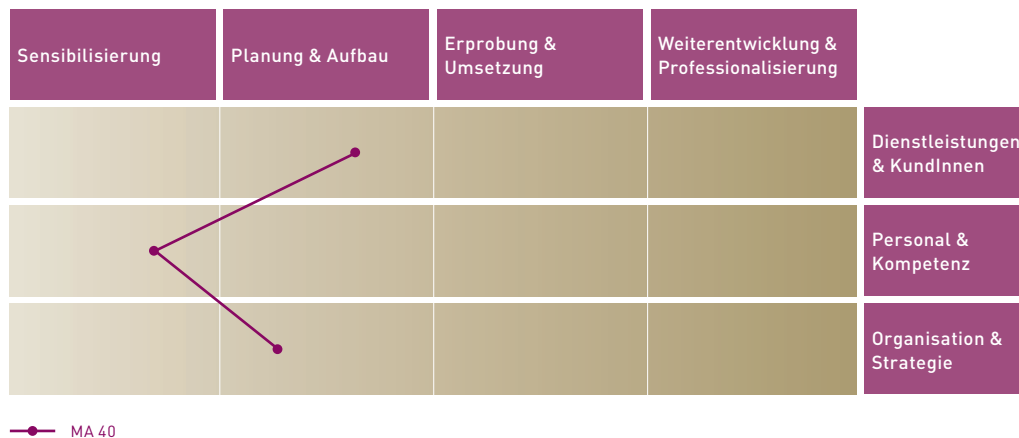 Sensibilisierung
Planung & Aufbau
Erprobung &
Umsetzung
Weiterentwicklung &
Professionalisierung
Dienstleistungen
& KundInnen
Personal &
Kompetenz
Organisation &
Strategie
MA 40